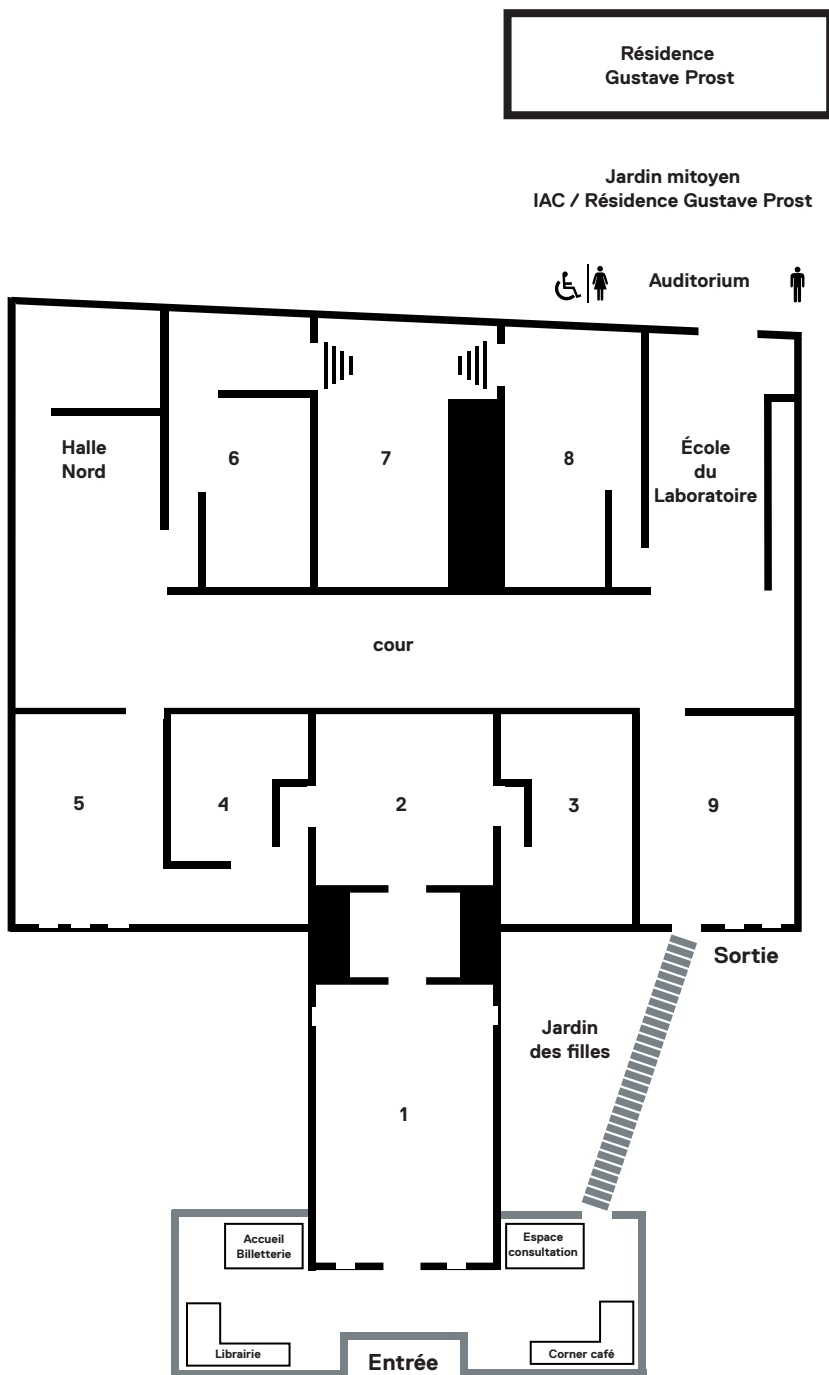 Résidence
Gustave Prost
Jardin mitoyen
IAC / Résidence Gustave Prost
Auditorium
Halle
Nord
6
7
8
École
du
Laboratoire
cour
5
4
2
3
9
Sortie
Jardin
des filles
1
Accueil
Billetterie
Espace
consultation
Librairie
Entrée
Corner café